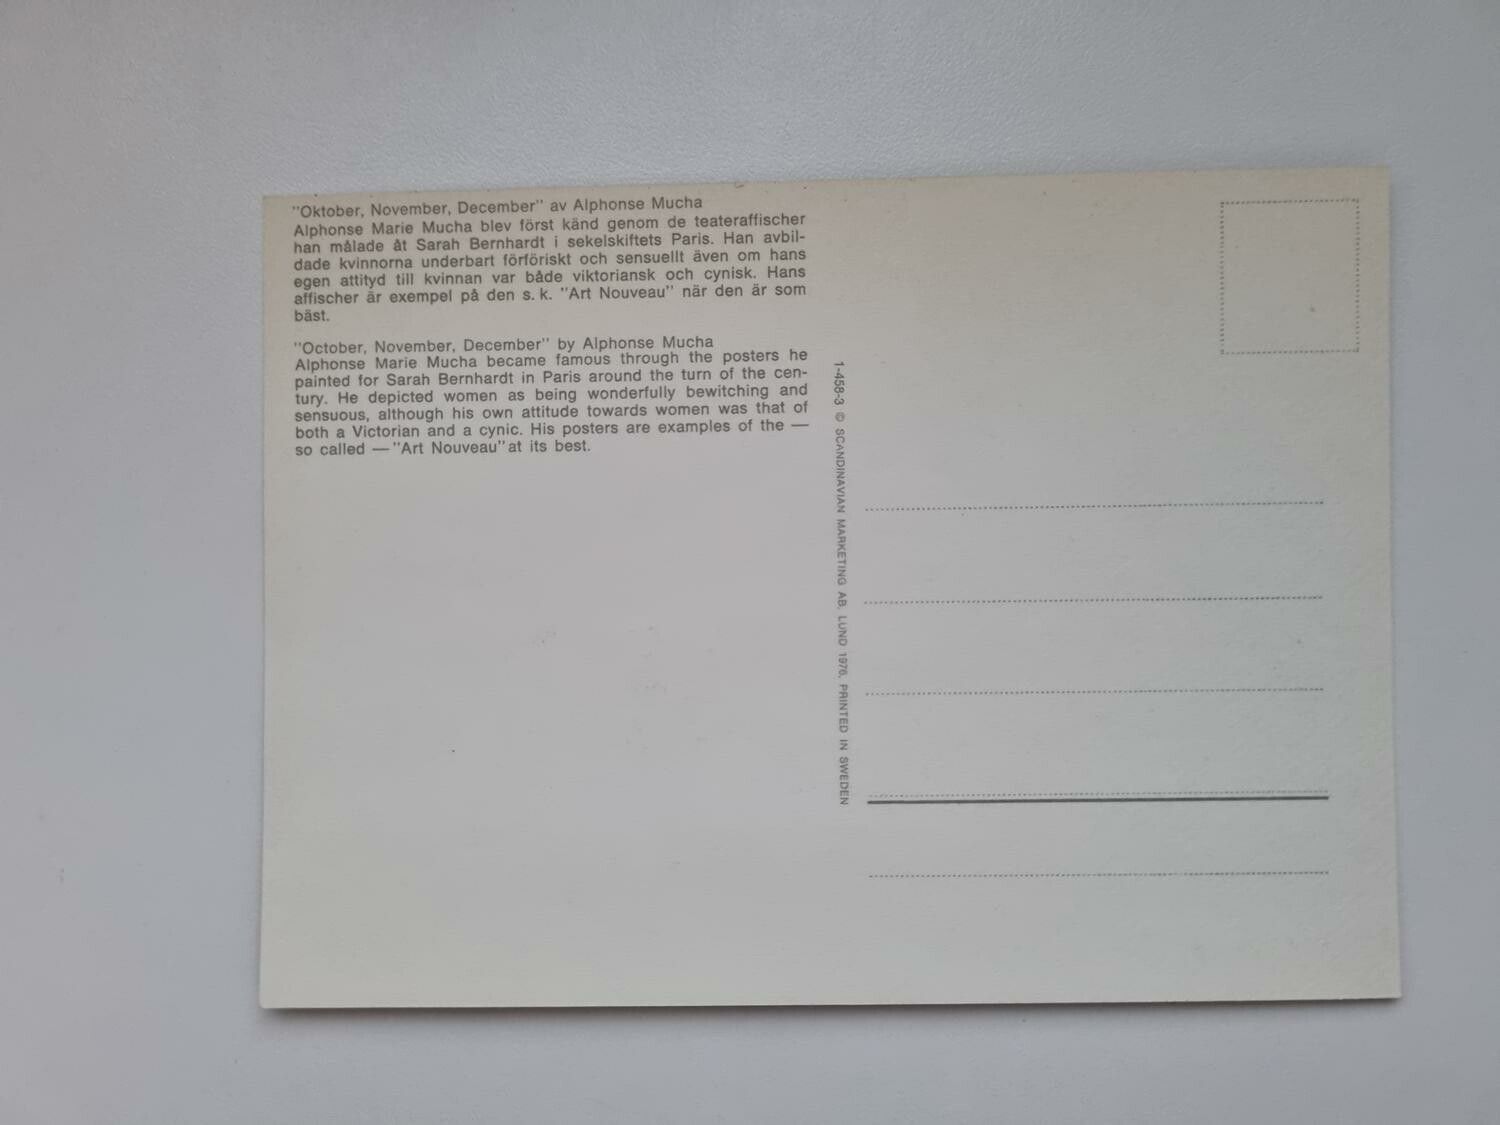 "Oktober, November, December" av Alphonse Mucha
Alphonse Marie Mucha blev först känd genom de teateraffischer
han målade åt Sarah Bernhardt i sekelskiftets Paris. Han avbil-
dade kvinnorna underbart förföriskt och sensuellt även om hans
egen attityd till kvinnan var både viktoriansk och cynisk. Hans
affischer är exempel på den s. k. "Art Nouveau" när den är som
bäst.
"October, November, December" by Alphonse Mucha
Alphonse Marie Mucha became famous through the posters he
painted for Sarah Bernhardt in Paris around the turn of the cen-
tury. He depicted women as being wonderfully bewitching and
sensuous, although his own attitude towards women was that of
both a Victorian and a cynic. His posters are examples of the —
so called — "Art Nouveau" at its best.
1-458-3 © SCANDINAVIAN MARKETING AB, LUND 1976. PRINTED IN SWEDEN